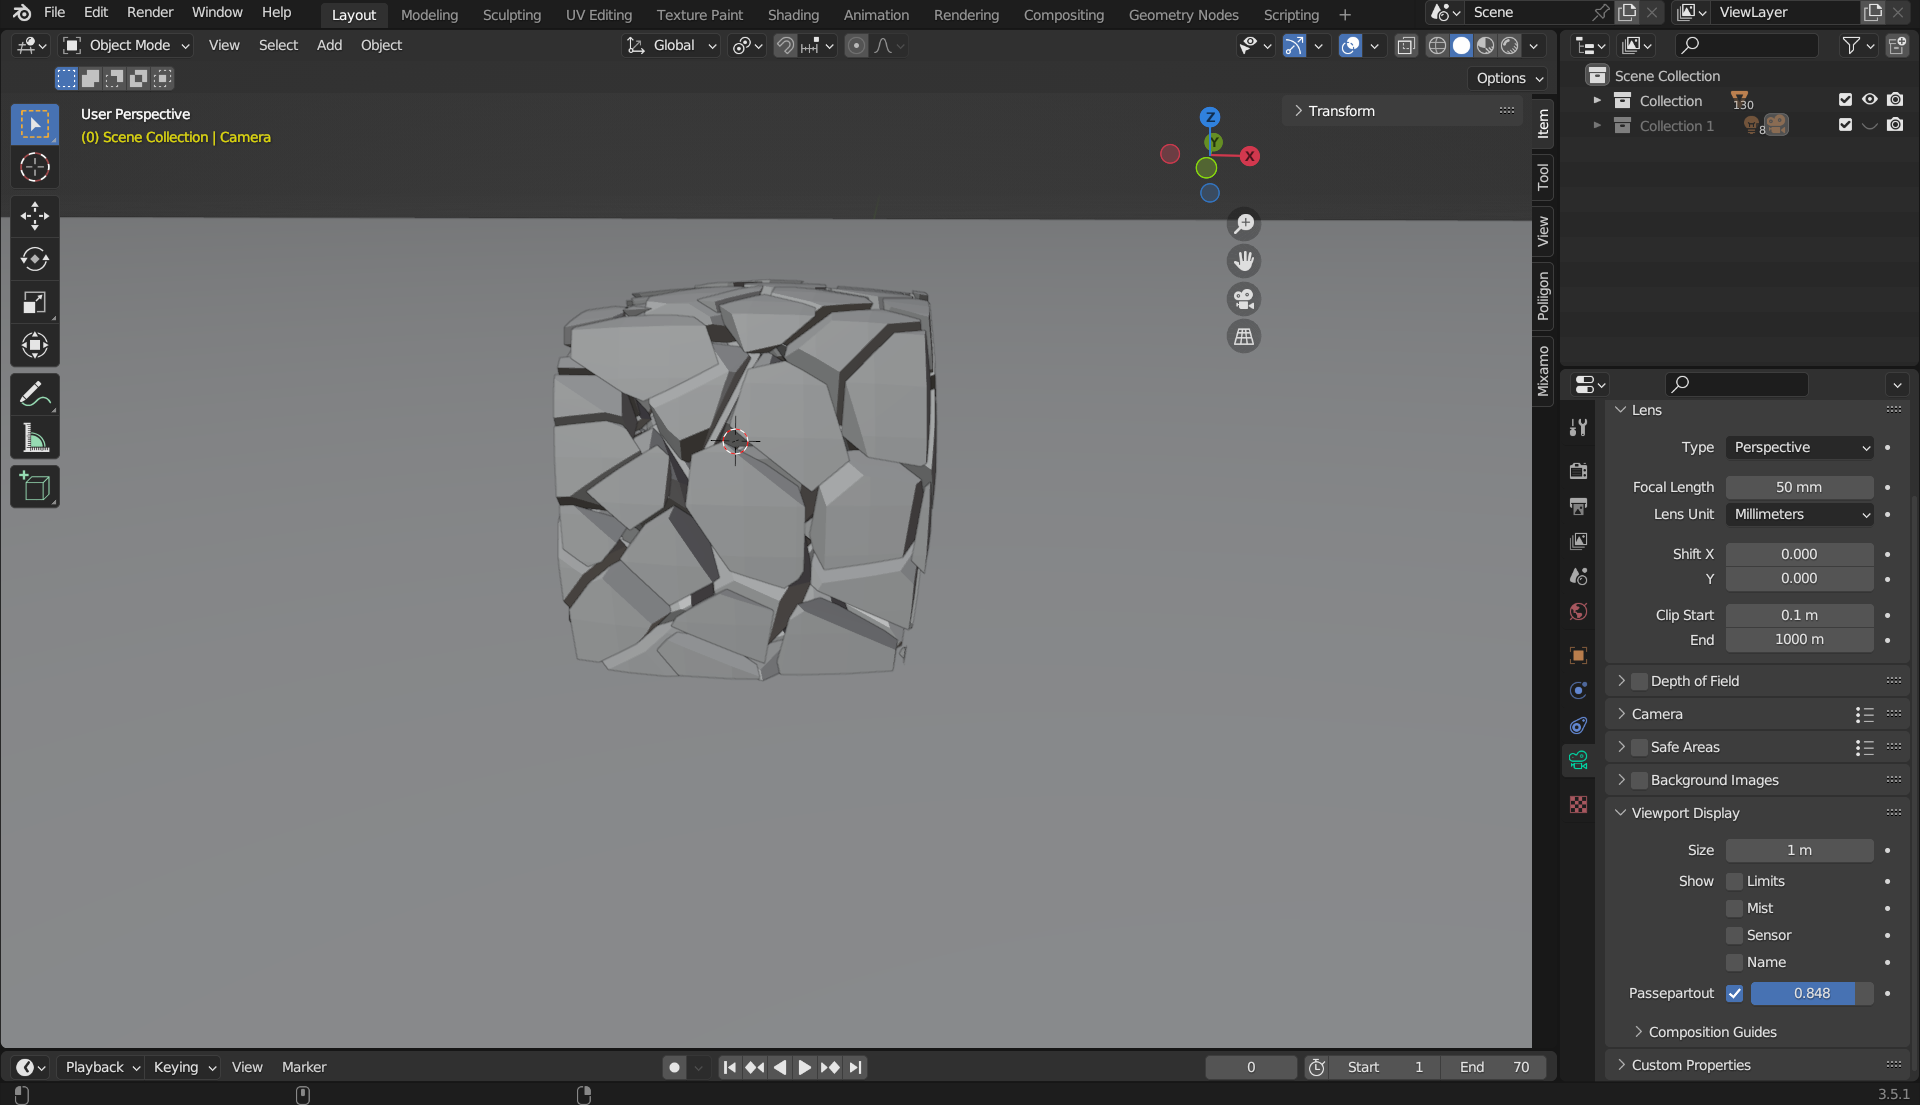 File Edit Render Window Help Layout Modeling Sculpting UV Editing Texture Paint Shading Animation Rendering Compositing Geometry Nodes Scripting + Scene ViewLayer
Object Mode View Select Add Object Global
Options
User Perspective
(0) Scene Collection | Camera
Transform
Z
Y
X
Item
Tool
View
Poliigon
Mixamo
Scene Collection
Collection 130
Collection 1 8
Lens
Type Perspective
Focal Length 50 mm
Lens Unit Millimeters
Shift X 0.000
Y 0.000
Clip Start 0.1 m
End 1000 m
Depth of Field
Camera
Safe Areas
Background Images
Viewport Display
Size 1 m
Show Limits
Mist
Sensor
Name
Passepartout 0.848
Composition Guides
Custom Properties
Playback Keying View Marker 0 Start 1 End 70
3.5.1